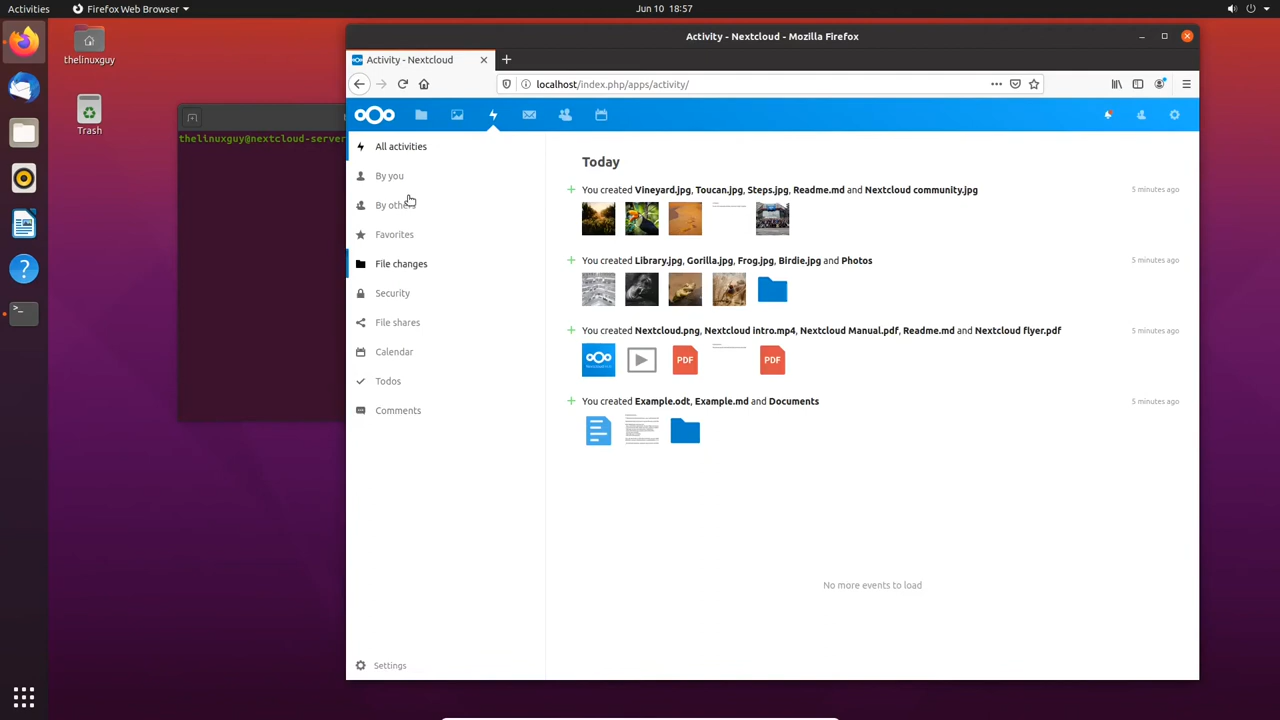 Activities
Firefox Web Browser
Jun 10 18:57
thelinuxguy
Trash
thelinuxguy@nextcloud-server
Activity - Nextcloud - Mozilla Firefox
Activity - Nextcloud
localhost/index.php/apps/activity/
All activities
By you
By others
Favorites
File changes
Security
File shares
Calendar
Todos
Comments
Settings
Today
You created Vineyard.jpg, Toucan.jpg, Steps.jpg, Readme.md and Nextcloud community.jpg
5 minutes ago
You created Library.jpg, Gorilla.jpg, Frog.jpg, Birdie.jpg and Photos
5 minutes ago
You created Nextcloud.png, Nextcloud intro.mp4, Nextcloud Manual.pdf, Readme.md and Nextcloud flyer.pdf
5 minutes ago
PDF
PDF
You created Example.odt, Example.md and Documents
5 minutes ago
No more events to load